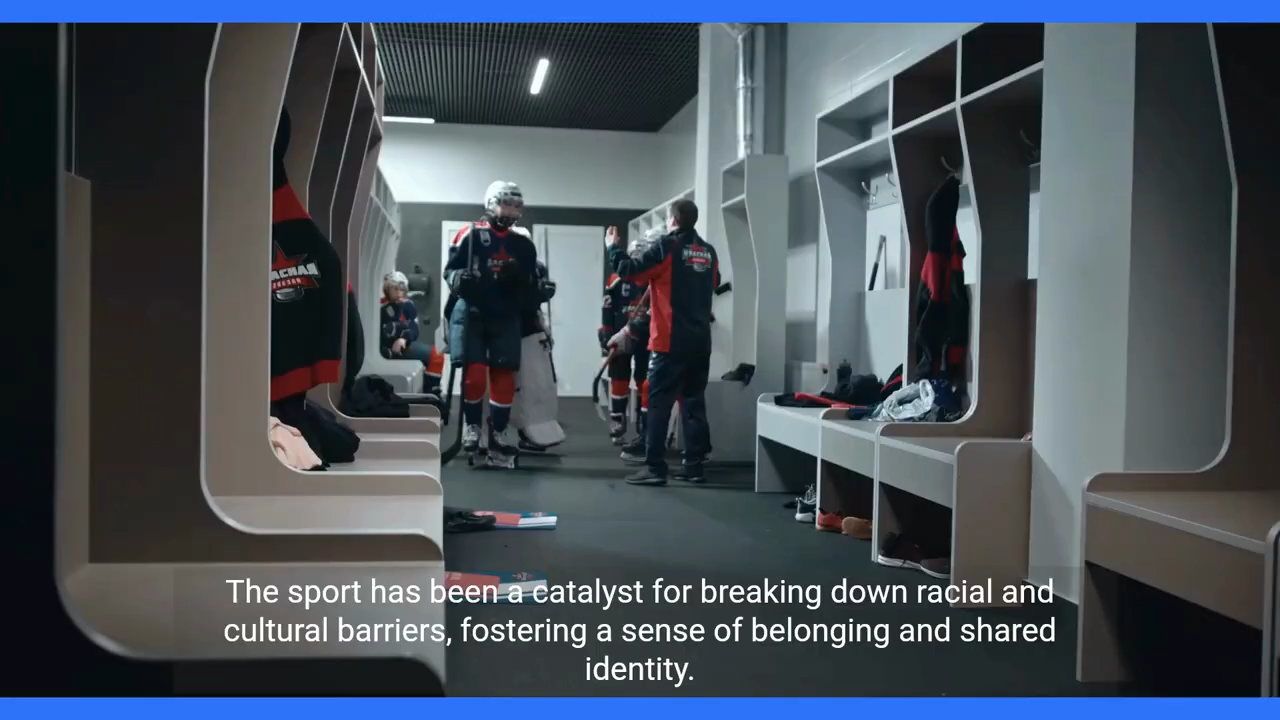 The sport has been a catalyst for breaking down racial and
cultural barriers, fostering a sense of belonging and shared
identity.